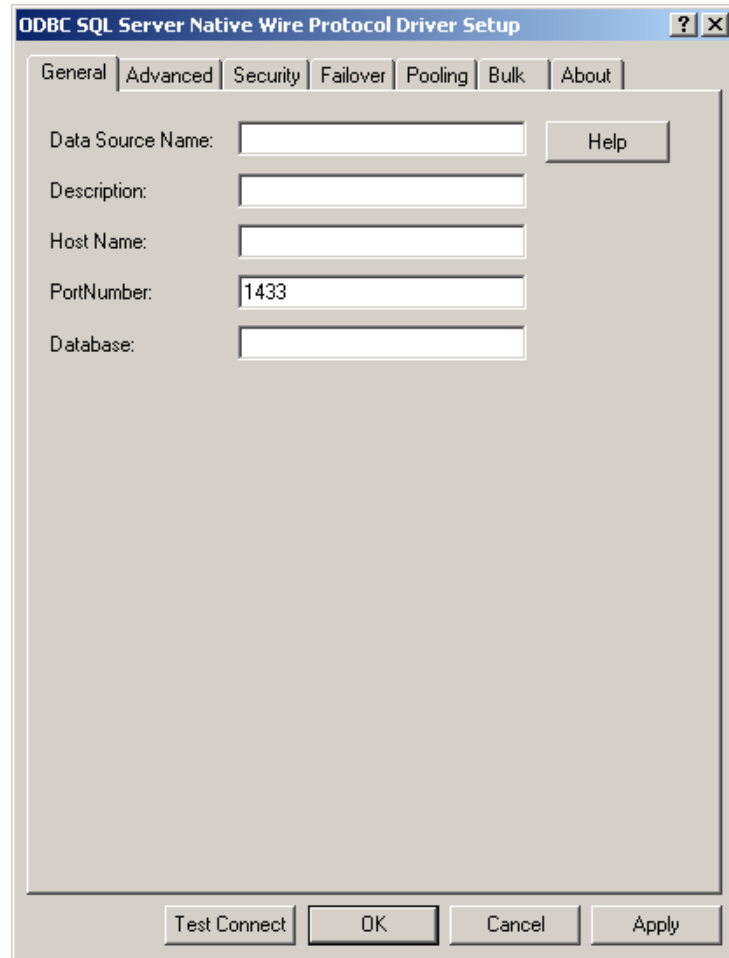 ODBC SQL Server Native Wire Protocol Driver Setup
General Advanced Security Failover Pooling Bulk About
Data Source Name: Help
Description:
Host Name:
PortNumber: 1433
Database:
Test Connect OK Cancel Apply